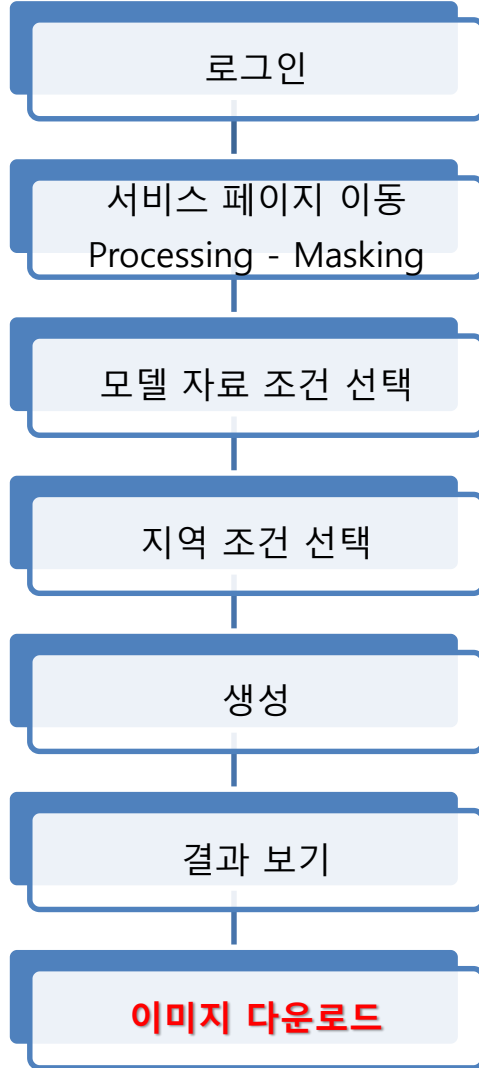 로그인
서비스 페이지 이동
Processing - Masking
모델 자료 조건 선택
지역 조건 선택
생성
결과 보기
이미지 다운로드